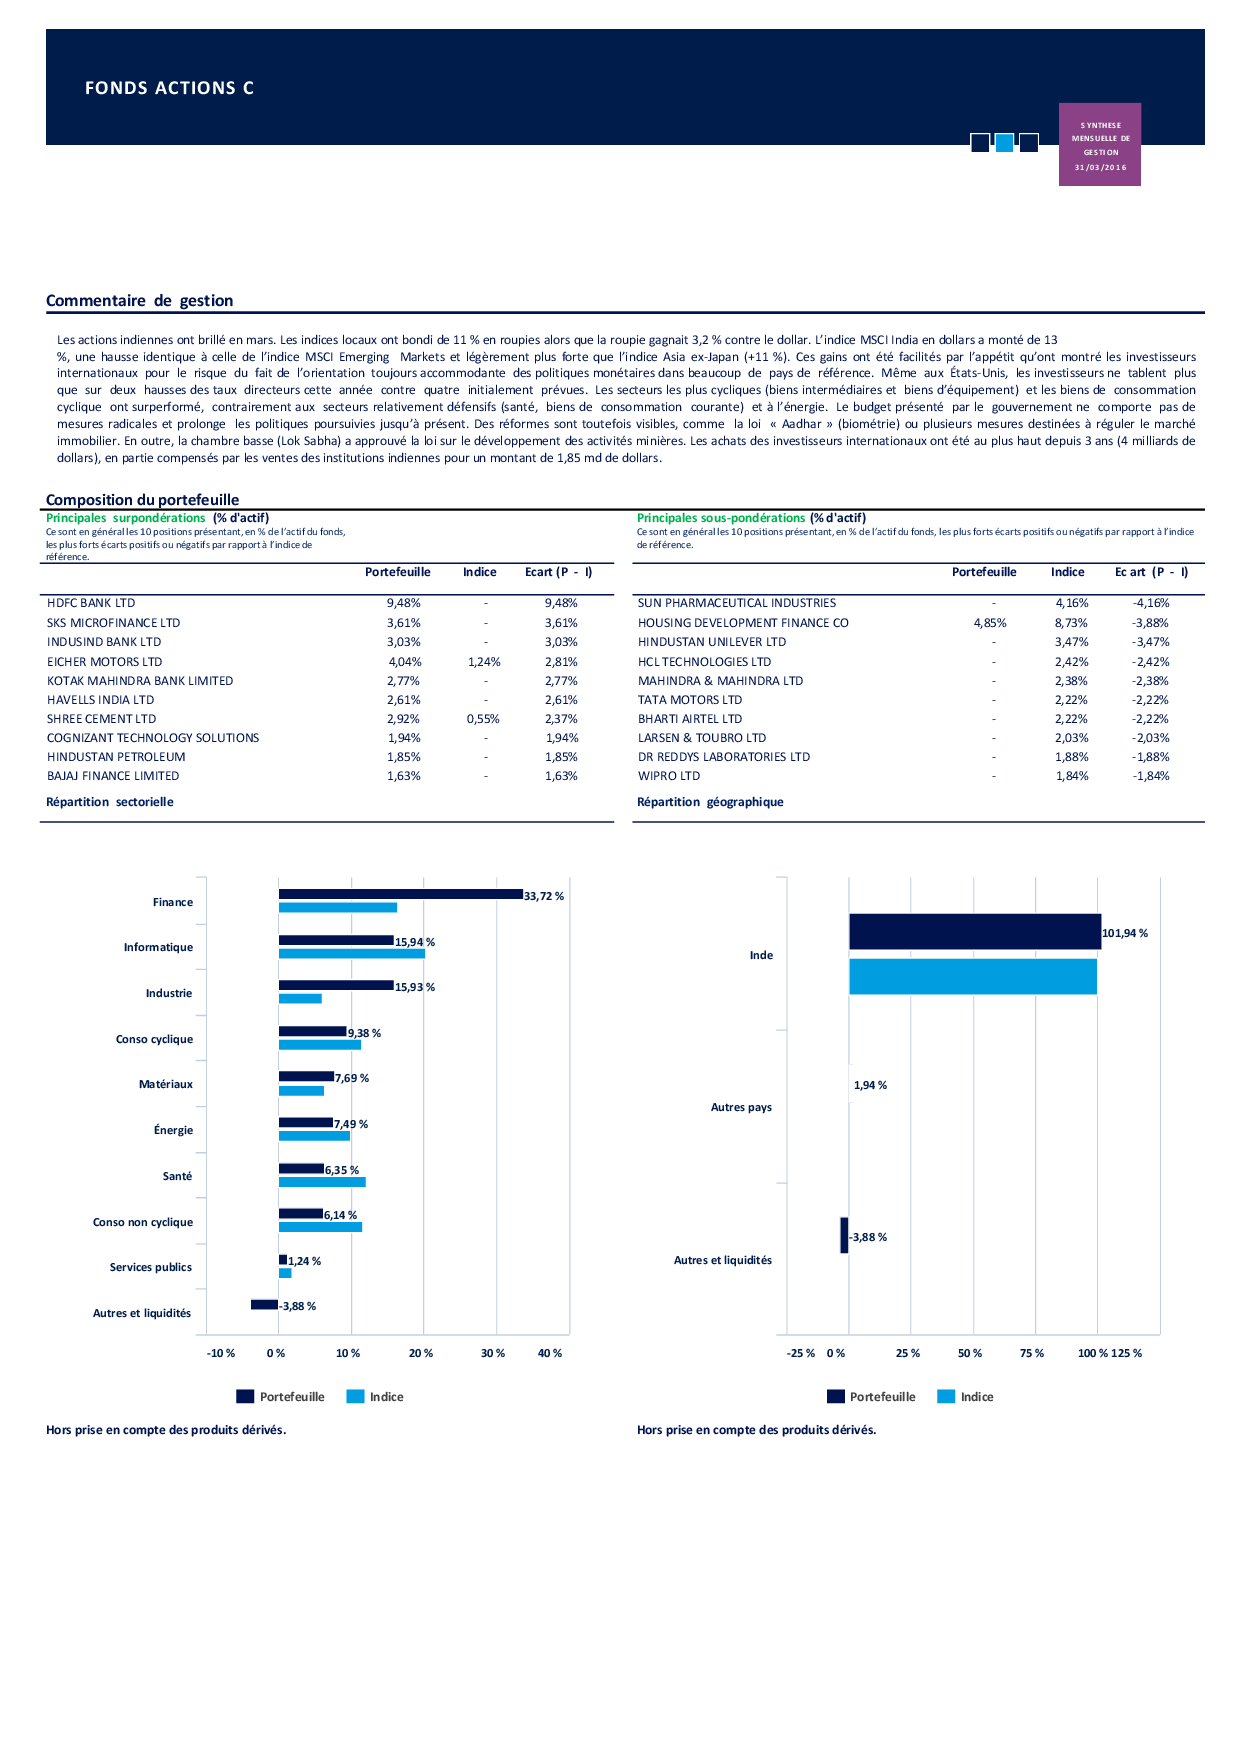 FONDS ACTIONS C
SYNTHESE
MENSUELLE DE
GESTION
31/03/2016
Commentaire de gestion
Les actions indiennes ont brillé en mars. Les indices locaux ont bondi de 11 % en roupies alors que la roupie gagnait 3,2 % contre le dollar. L’indice MSCI India en dollars a monté de 13
%, une hausse identique à celle de l’indice MSCI Emerging Markets et légèrement plus forte que l’indice Asia ex-Japan (+11 %). Ces gains ont été facilités par l’appétit qu’ont montré les investisseurs
internationaux pour le risque du fait de l’orientation toujours accommodante des politiques monétaires dans beaucoup de pays de référence. Même aux États-Unis, les investisseurs ne tablent plus
que sur deux hausses des taux directeurs cette année contre quatre initialement prévues. Les secteurs les plus cycliques (biens intermédiaires et biens d’équipement) et les biens de consommation
cyclique ont surperformé, contrairement aux secteurs relativement défensifs (santé, biens de consommation courante) et à l’énergie. Le budget présenté par le gouvernement ne comporte pas de
mesures radicales et prolonge les politiques poursuivies jusqu’à présent. Des réformes sont toutefois visibles, comme la loi « Aadhar » (biométrie) ou plusieurs mesures destinées à réguler le marché
immobilier. En outre, la chambre basse (Lok Sabha) a approuvé la loi sur le développement des activités minières. Les achats des investisseurs internationaux ont été au plus haut depuis 3 ans (4 milliards de
dollars), en partie compensés par les ventes des institutions indiennes pour un montant de 1,85 md de dollars.
Composition du portefeuille
Principales surpondérations (% d'actif)
Ce sont en général les 10 positions présentant, en % de l’actif du fonds,
les plus forts écarts positifs ou négatifs par rapport à l’indice de
référence.
Portefeuille Indice Ecart (P - I)
HDFC BANK LTD 9,48% - 9,48%
SKS MICROFINANCE LTD 3,61% - 3,61%
INDUSIND BANK LTD 3,03% - 3,03%
EICHER MOTORS LTD 4,04% 1,24% 2,81%
KOTAK MAHINDRA BANK LIMITED 2,77% - 2,77%
HAVELLS INDIA LTD 2,61% - 2,61%
SHREE CEMENT LTD 2,92% 0,55% 2,37%
COGNIZANT TECHNOLOGY SOLUTIONS 1,94% - 1,94%
HINDUSTAN PETROLEUM 1,85% - 1,85%
BAJAJ FINANCE LIMITED 1,63% - 1,63%
Principales sous-pondérations (% d'actif)
Ce sont en général les 10 positions présentant, en % de l’actif du fonds, les plus forts écarts positifs ou négatifs par rapport à l’indice
de référence.
Portefeuille Indice Ec art (P - I)
SUN PHARMACEUTICAL INDUSTRIES - 4,16% -4,16%
HOUSING DEVELOPMENT FINANCE CO 4,85% 8,73% -3,88%
HINDUSTAN UNILEVER LTD - 3,47% -3,47%
HCL TECHNOLOGIES LTD - 2,42% -2,42%
MAHINDRA & MAHINDRA LTD - 2,38% -2,38%
TATA MOTORS LTD - 2,22% -2,22%
BHARTI AIRTEL LTD - 2,22% -2,22%
LARSEN & TOUBRO LTD - 2,03% -2,03%
DR REDDYS LABORATORIES LTD - 1,88% -1,88%
WIPRO LTD - 1,84% -1,84%
Répartition sectorielle
Finance 33,72 %
Informatique 15,94 %
Industrie 15,93 %
Conso cyclique 9,38 %
Matériaux 7,69 %
Énergie 7,49 %
Santé 6,35 %
Conso non cyclique 6,14 %
Services publics 1,24 %
Autres et liquidités -3,88 %
-10 % 0 % 10 % 20 % 30 % 40 %
Portefeuille Indice
Hors prise en compte des produits dérivés.
Répartition géographique
Inde 101,94 %
Autres pays 1,94 %
Autres et liquidités -3,88 %
-25 % 0 % 25 % 50 % 75 % 100 % 125 %
Portefeuille Indice
Hors prise en compte des produits dérivés.